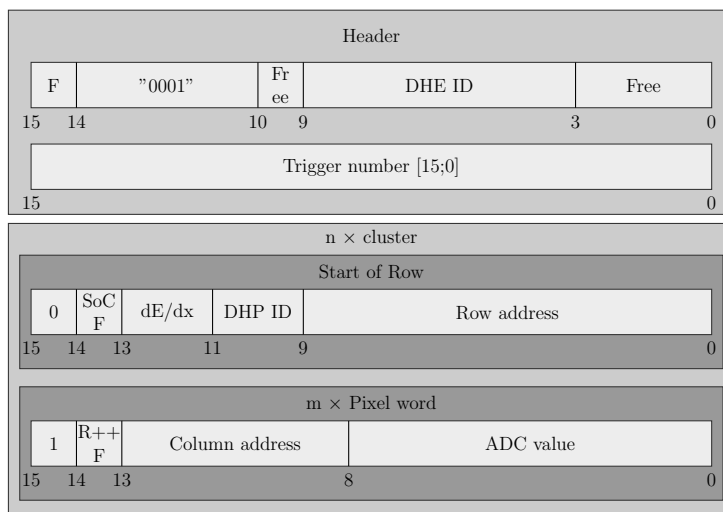 Header
F "0001" Fr ee DHE ID Free
15 14 10 9 3 0
Trigger number [15;0]
15 0
n × cluster
Start of Row
0 SoC F dE/dx DHP ID Row address
15 14 13 11 9 0
m × Pixel word
1 R++ F Column address ADC value
15 14 13 8 0